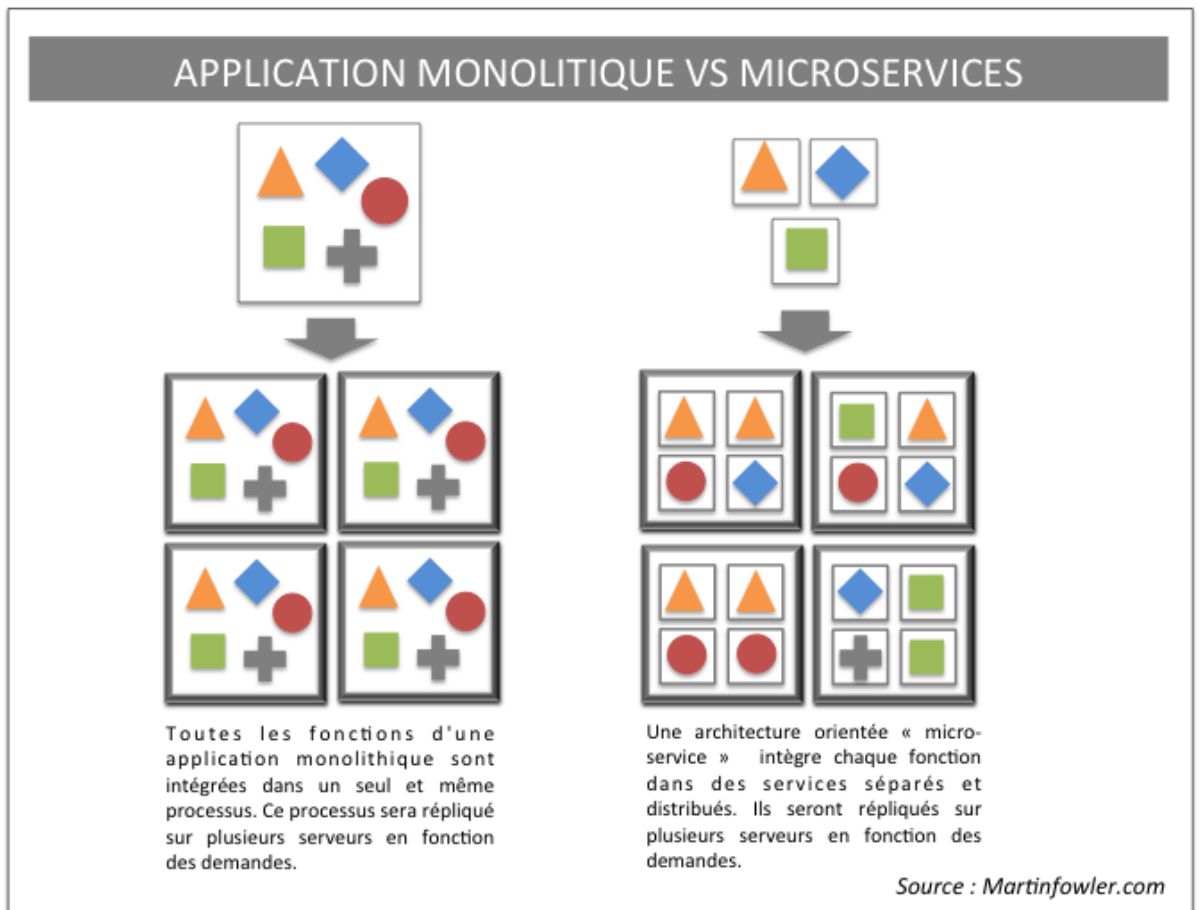 APPLICATION MONOLITIQUE VS MICROSERVICES
Toutes les fonctions d'une
application monolithique sont
intégrées dans un seul et même
processus. Ce processus sera répliqué
sur plusieurs serveurs en fonction
des demandes.
Une architecture orientée « micro-
service » intègre chaque fonction
dans des services séparés et
distribués. Ils seront répliqués sur
plusieurs serveurs en fonction des
demandes.
Source : Martinfowler.com